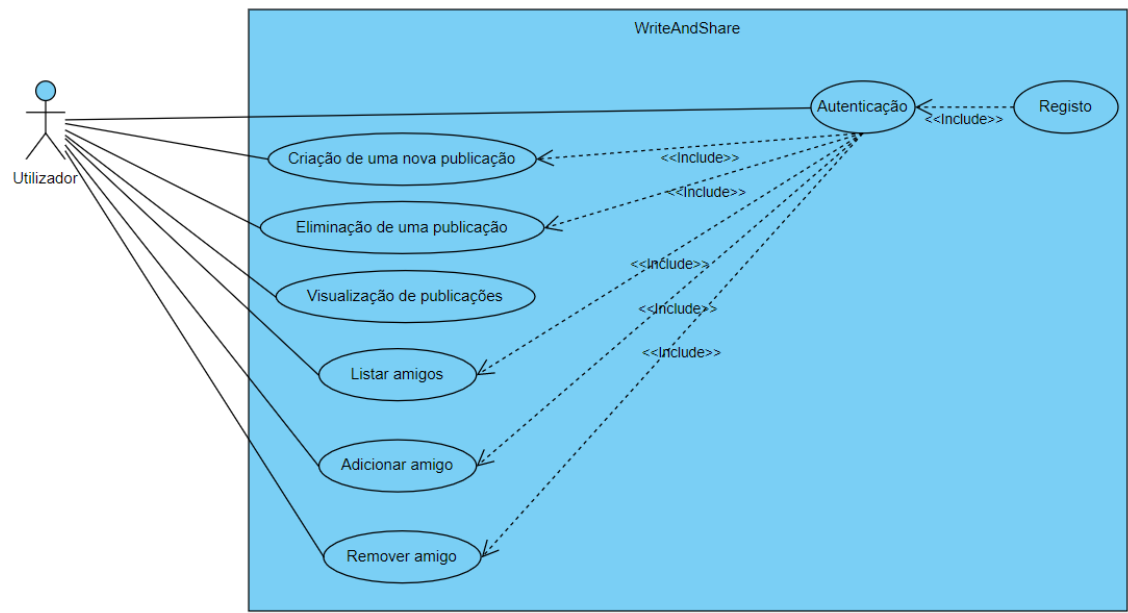 WriteAndShare
Autenticação
Registo
<<Include>>
Criação de uma nova publicação
<<Include>>
Utilizador
<<Include>>
Eliminação de uma publicação
<<Include>>
Visualização de publicações
<<Include>>
<<Include>>
Listar amigos
Adicionar amigo
Remover amigo